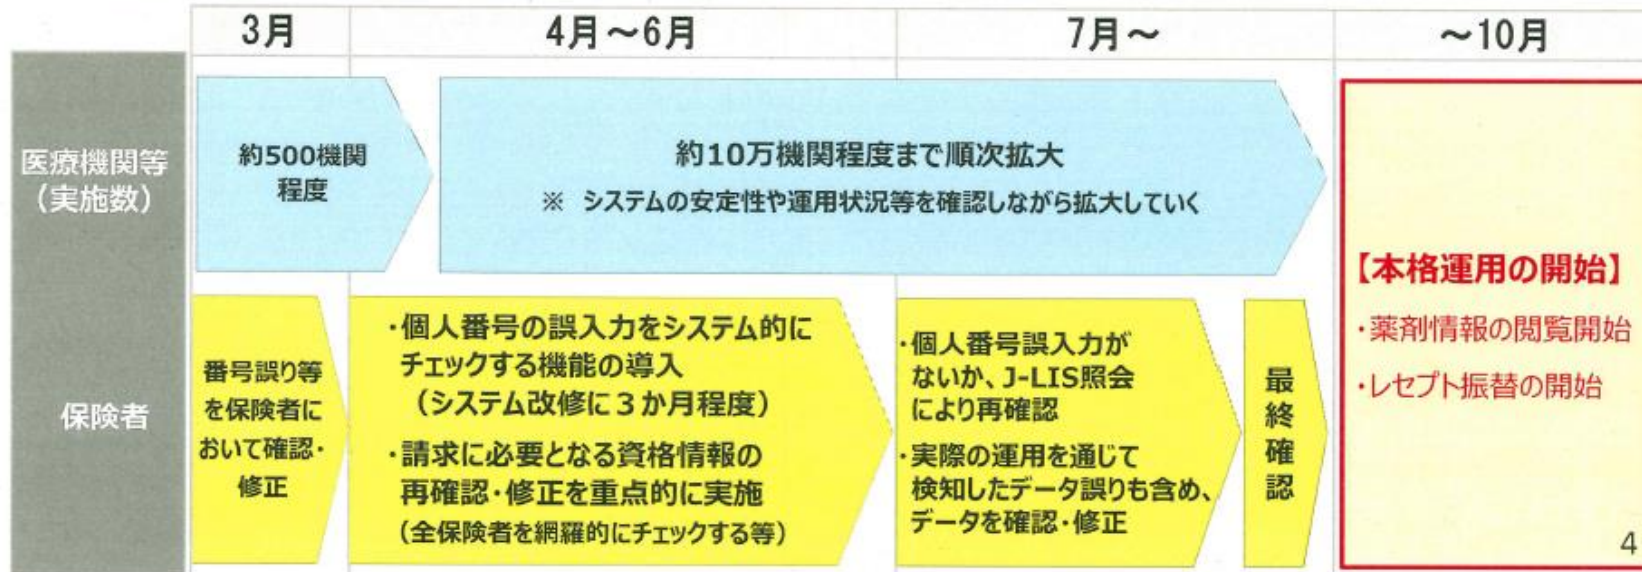 3月
4月～6月
7月～
～10月
医療機関等
（実施数）
約500機関
程度
約10万機関程度まで順次拡大
※ システムの安定性や運用状況等を確認しながら拡大していく
保険者
番号誤り等
を保険者に
おいて確認・
修正
・個人番号の誤入力をシステム的に
チェックする機能の導入
（システム改修に３か月程度）
・請求に必要となる資格情報の
再確認・修正を重点的に実施
（全保険者を網羅的にチェックする等）
・個人番号誤入力が
ないか、J-LIS照会
により再確認
・実際の運用を通じて
検知したデータ誤りも含め、
データを確認・修正
最終確認
【本格運用の開始】
・薬剤情報の閲覧開始
・レセプト振替の開始
4